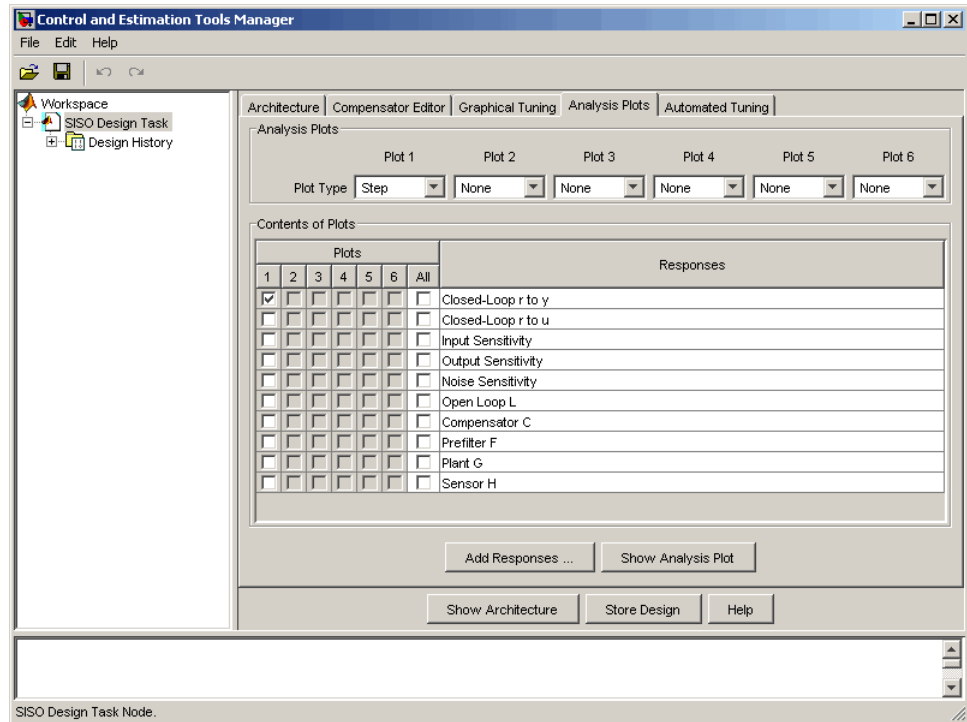 Control and Estimation Tools Manager
File Edit Help
Workspace
SISO Design Task
Design History
Architecture Compensator Editor Graphical Tuning Analysis Plots Automated Tuning
Analysis Plots
Plot 1 Plot 2 Plot 3 Plot 4 Plot 5 Plot 6
Plot Type Step None None None None None
Contents of Plots
Plots
Responses
1 2 3 4 5 6 All
Closed-Loop r to y
Closed-Loop r to u
Input Sensitivity
Output Sensitivity
Noise Sensitivity
Open Loop L
Compensator C
Prefilter F
Plant G
Sensor H
Add Responses ... Show Analysis Plot
Show Architecture Store Design Help
SISO Design Task Node.